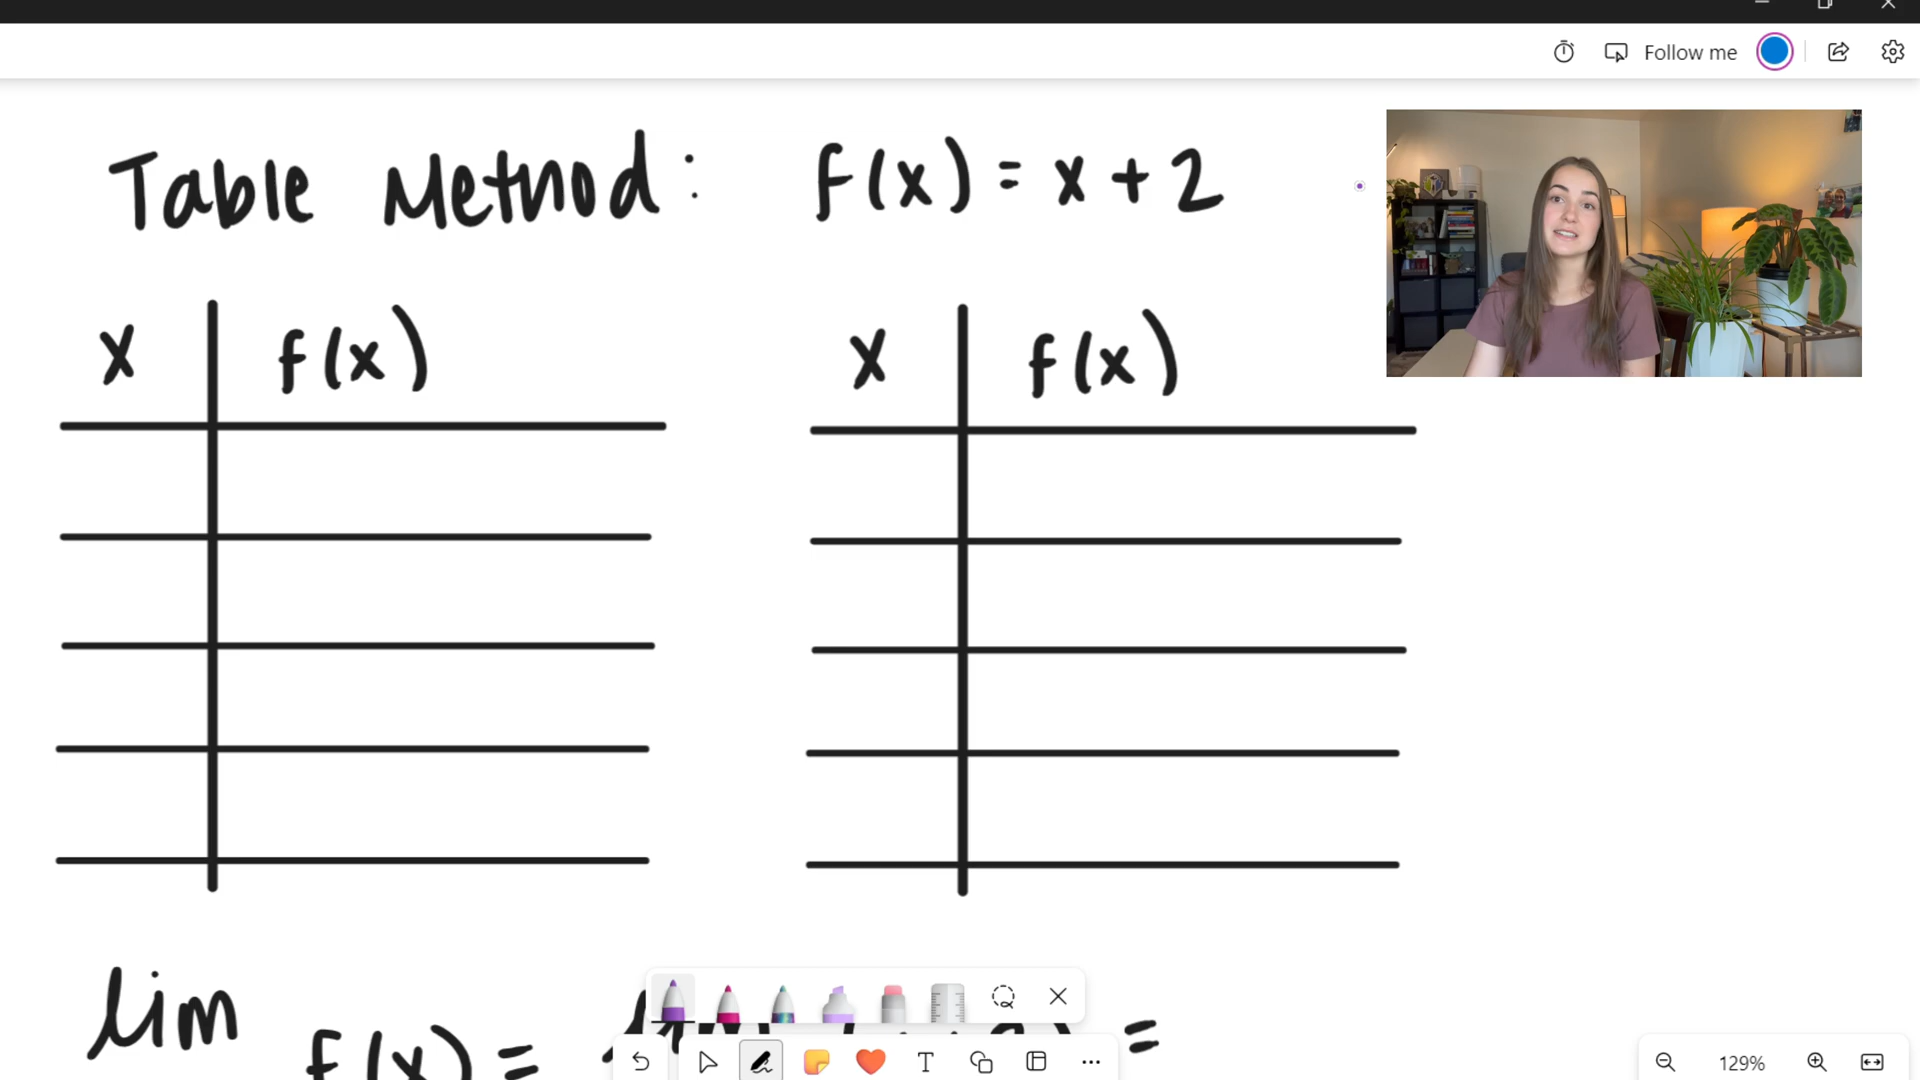 Follow me
Table Method: f(x) = x + 2
x f(x) x f(x)
lim f(x) = =
129%